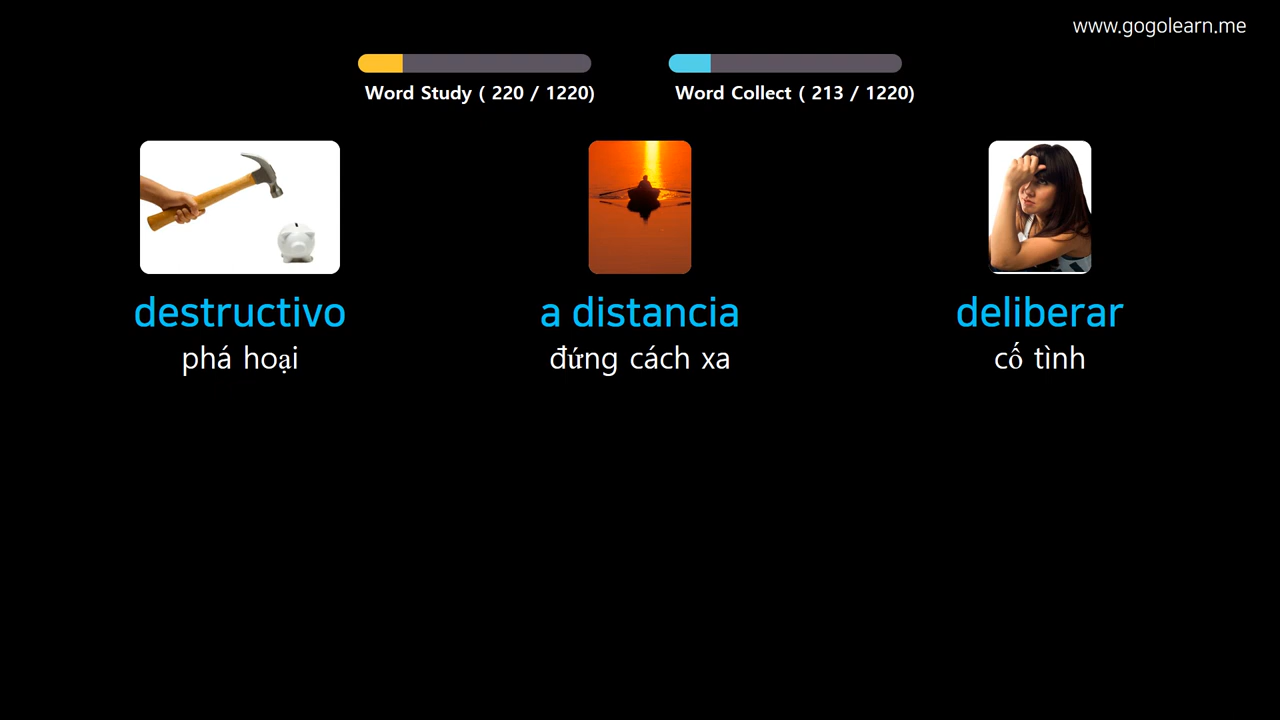 www.gogolearn.me
Word Study ( 220 / 1220)
Word Collect ( 213 / 1220)
destructivo
a distancia
deliberar
phá hoại
đứng cách xa
cố tình